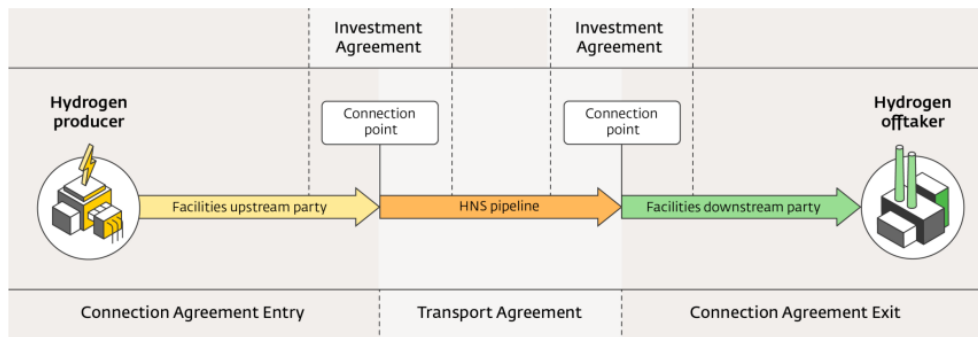 Investment
Agreement
Investment
Agreement
Hydrogen
producer
Connection
point
Connection
point
Hydrogen
offtaker
Facilities upstream party
HNS pipeline
Facilities downstream party
Connection Agreement Entry
Transport Agreement
Connection Agreement Exit